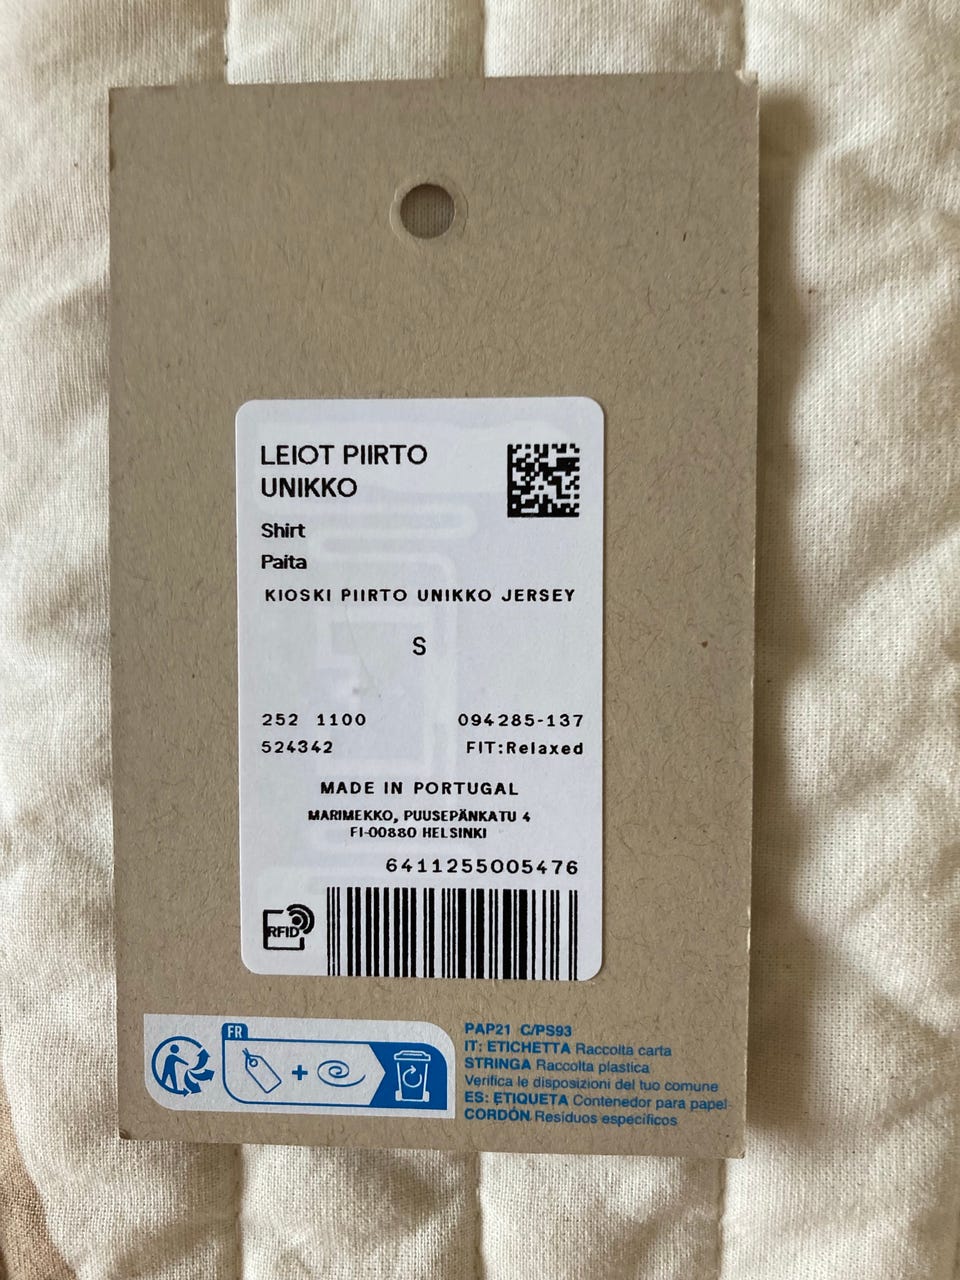 LEIOT PIIRTO
UNIKKO
Shirt
Paita
KIOSKI PIIRTO UNIKKO JERSEY
S
252 1100 094285-137
524342 FIT:Relaxed
MADE IN PORTUGAL
MARIMEKKO, PUUSEPÄNKATU 4
FI-00880 HELSINKI
6411255005476
RFID
FR
PAP21 C/PS93
IT: ETICHETTA Raccolta carta
STRINGA Raccolta plastica
Verifica le disposizioni del tuo comune
ES: ETIQUETA Contenedor para papel
CORDÓN Residuos específicos